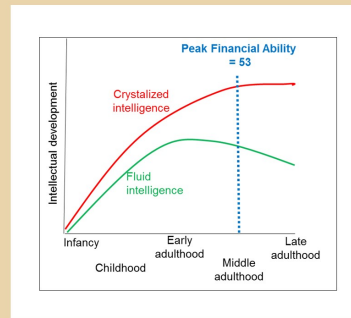 Peak Financial Ability
= 53
Crystalized
intelligence
Fluid
intelligence
Intellectual development
Infancy
Childhood
Early
adulthood
Middle
adulthood
Late
adulthood